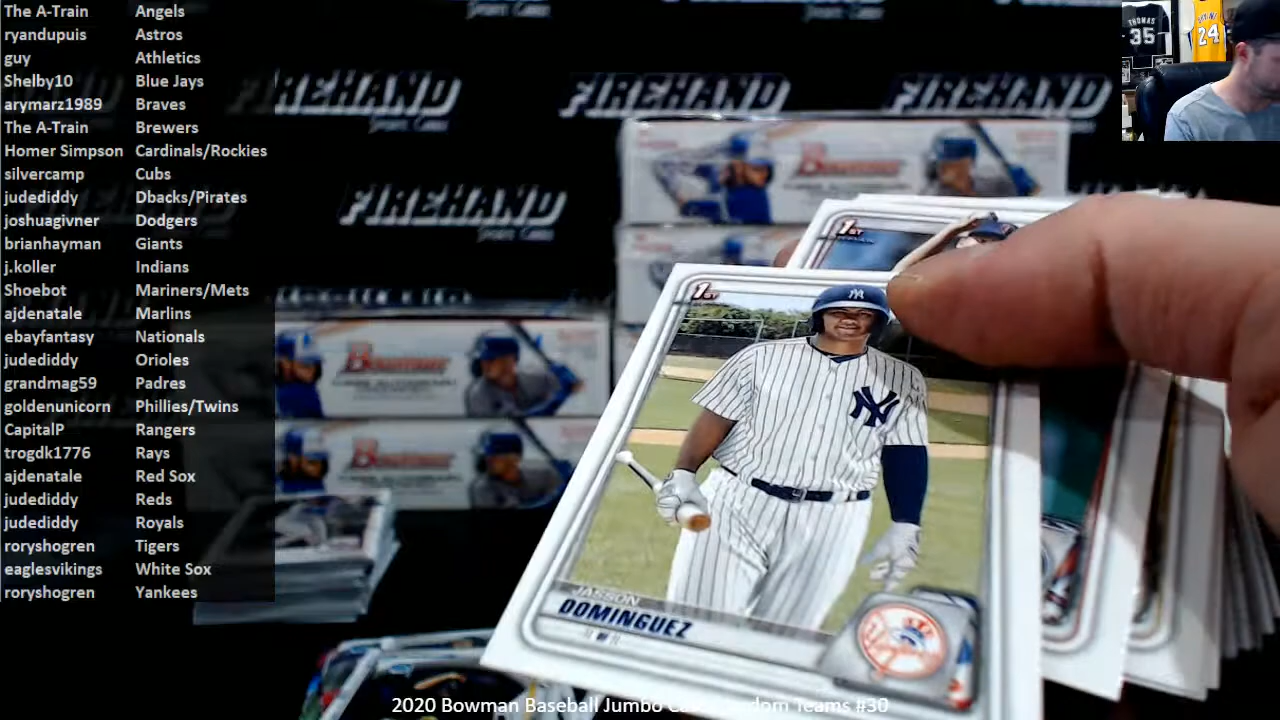 The A-Train Angels
ryandupuis Astros
guy Athletics
Shelby10 Blue Jays
arymarz1989 Braves
The A-Train Brewers
Homer Simpson Cardinals/Rockies
silvercamp Cubs
judediddy Dbacks/Pirates
joshuagivner Dodgers
brianhayman Giants
j.koller Indians
Shoebot Mariners/Mets
ajdenatale Marlins
ebayfantasy Nationals
judediddy Orioles
grandmag59 Padres
goldenunicorn Phillies/Twins
CapitalP Rangers
trogdk1776 Rays
ajdenatale Red Sox
judediddy Reds
judediddy Royals
roryshogren Tigers
eaglesvikings White Sox
roryshogren Yankees
FIREHAND
FIREHAND
FIREHAND
FIREHAND
THOMAS
35
24
Bowman
Bowman
Bowman
1ST
1ST
NY
NY
JASSON
DOMINGUEZ
2020 Bowman Baseball Jumbo Teams #30